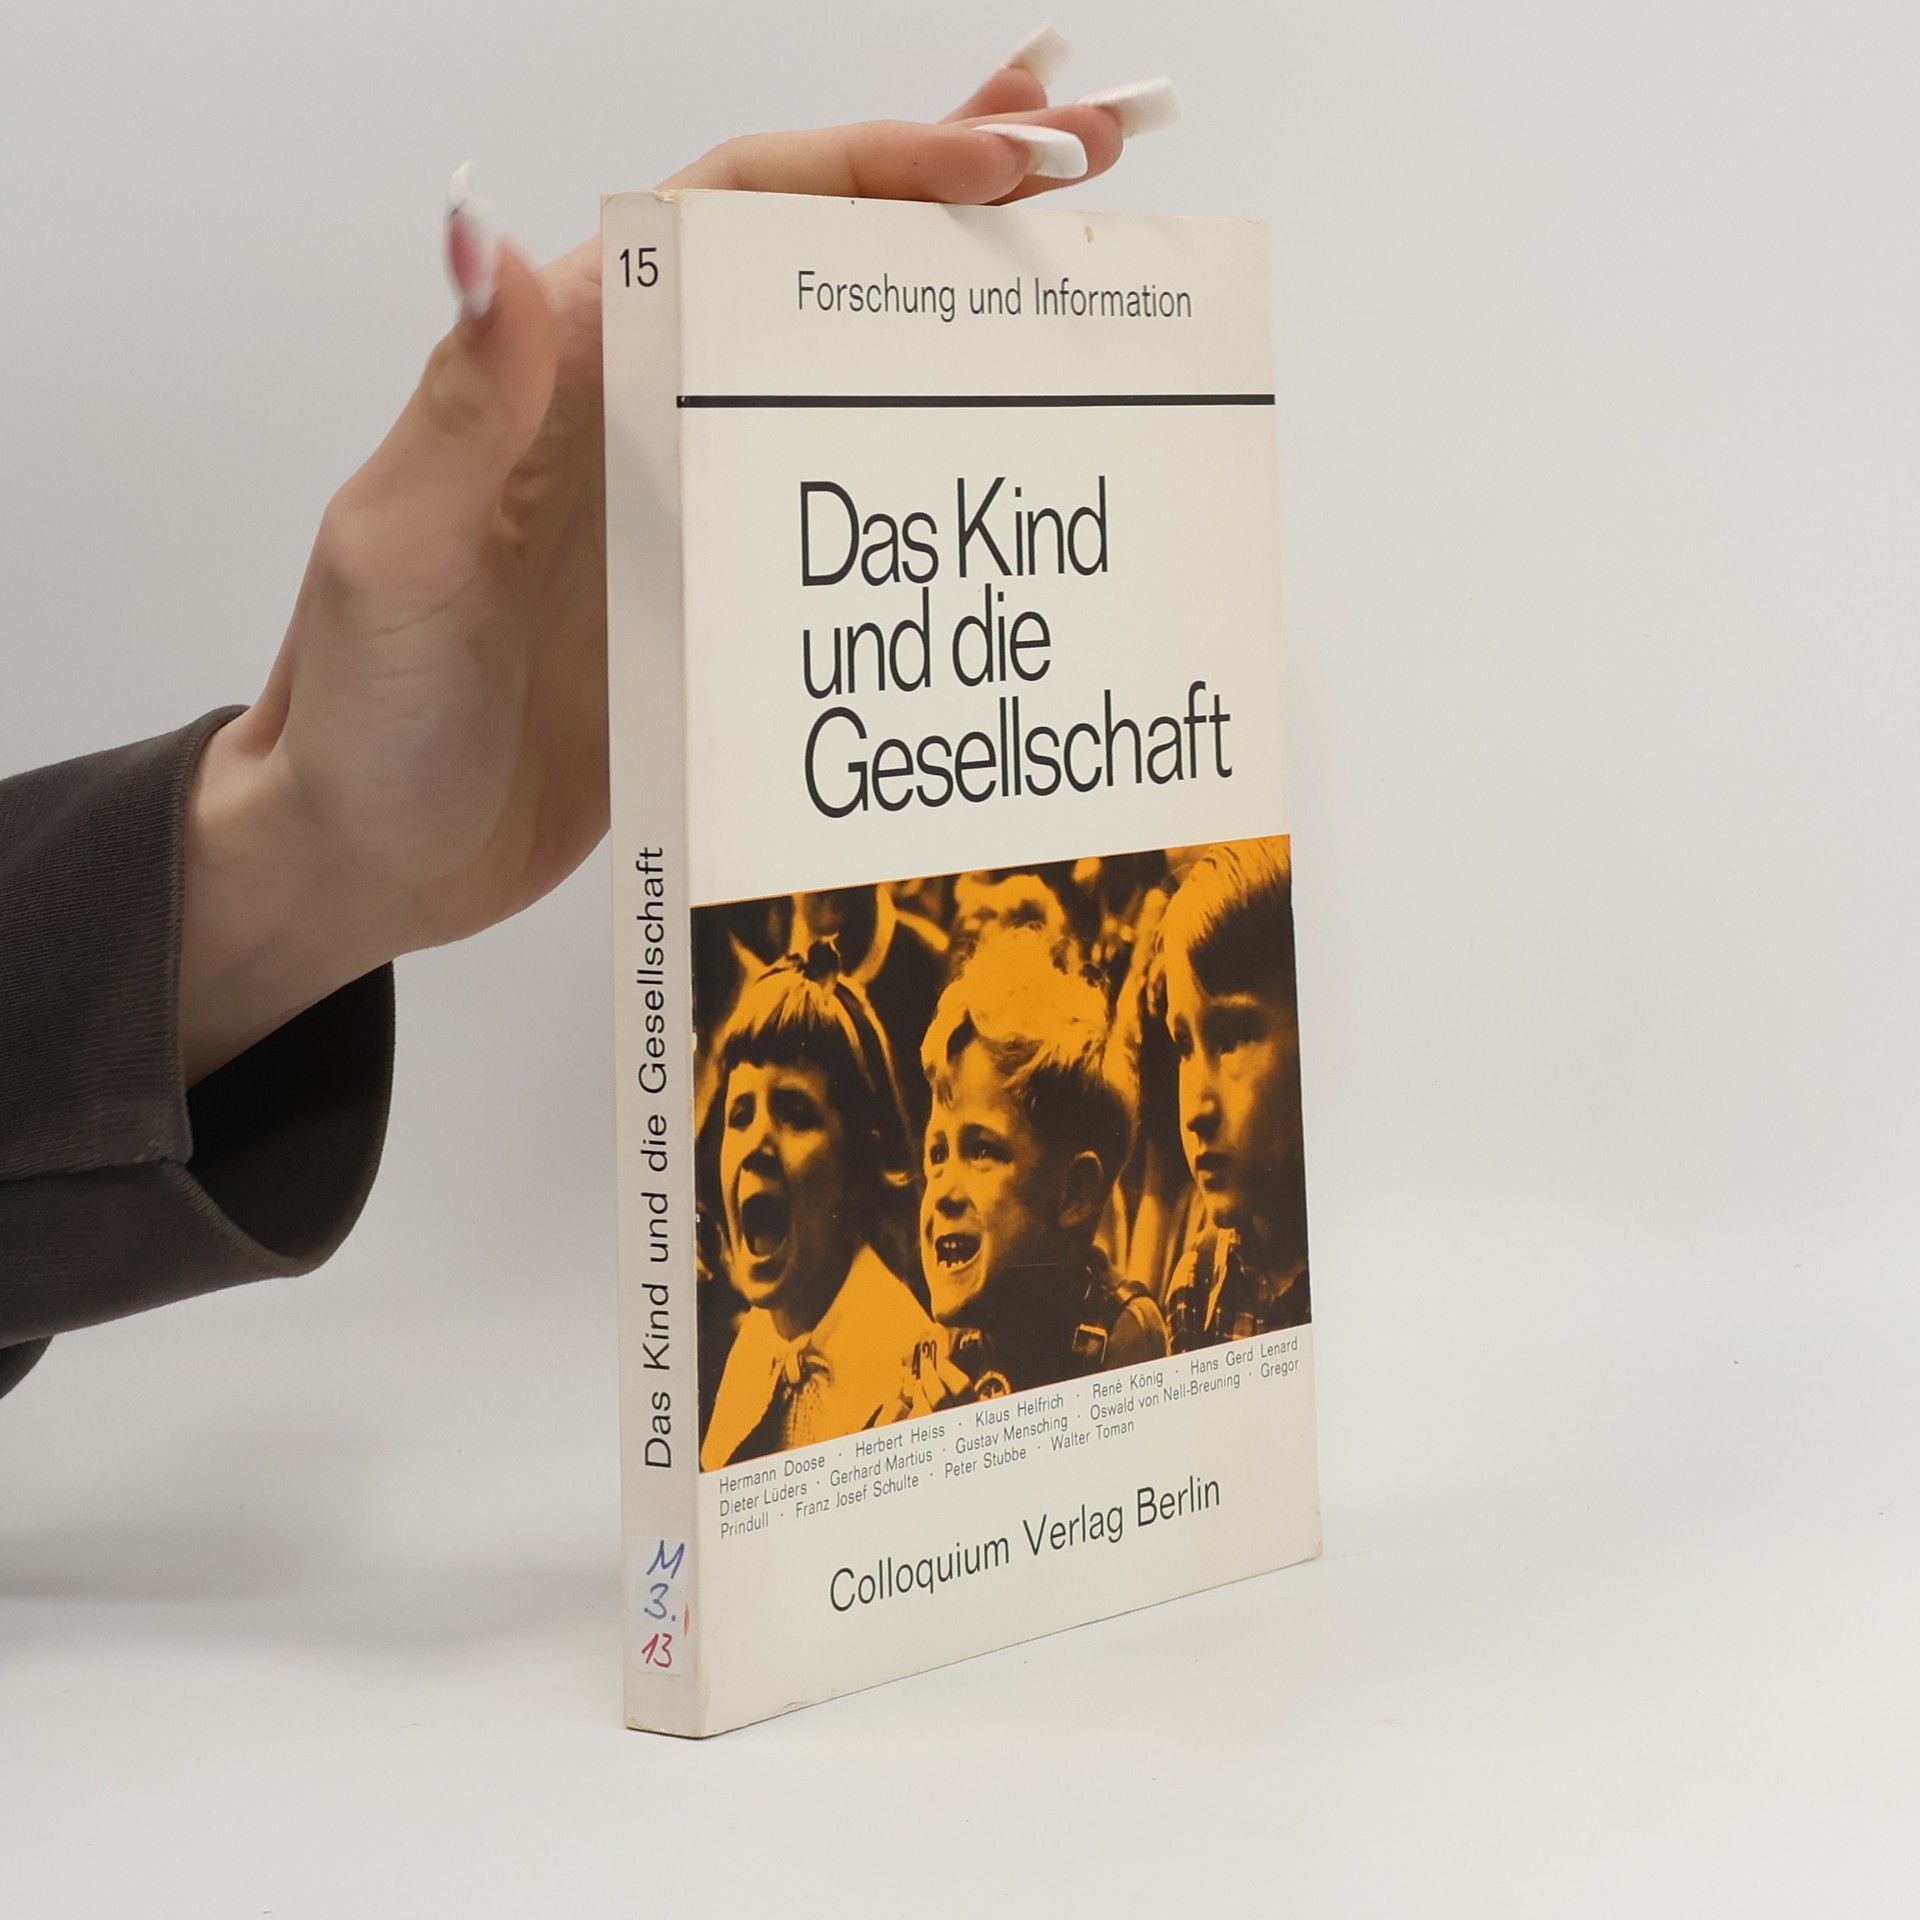 15
Das Kind und die Gesellschaft
M
3.
13
Forschung und Information
Das Kind
und die
Gesellschaft
430
Hermann Doose · Herbert Heiss · Klaus Helfrich · René König · Hans Gerd Lenard
Dieter Lüders · Gerhard Martius · Gustav Mensching · Oswald von Nell-Breuning · Gregor
Prindull · Franz Josef Schulte · Peter Stubbe · Walter Toman
Colloquium Verlag Berlin